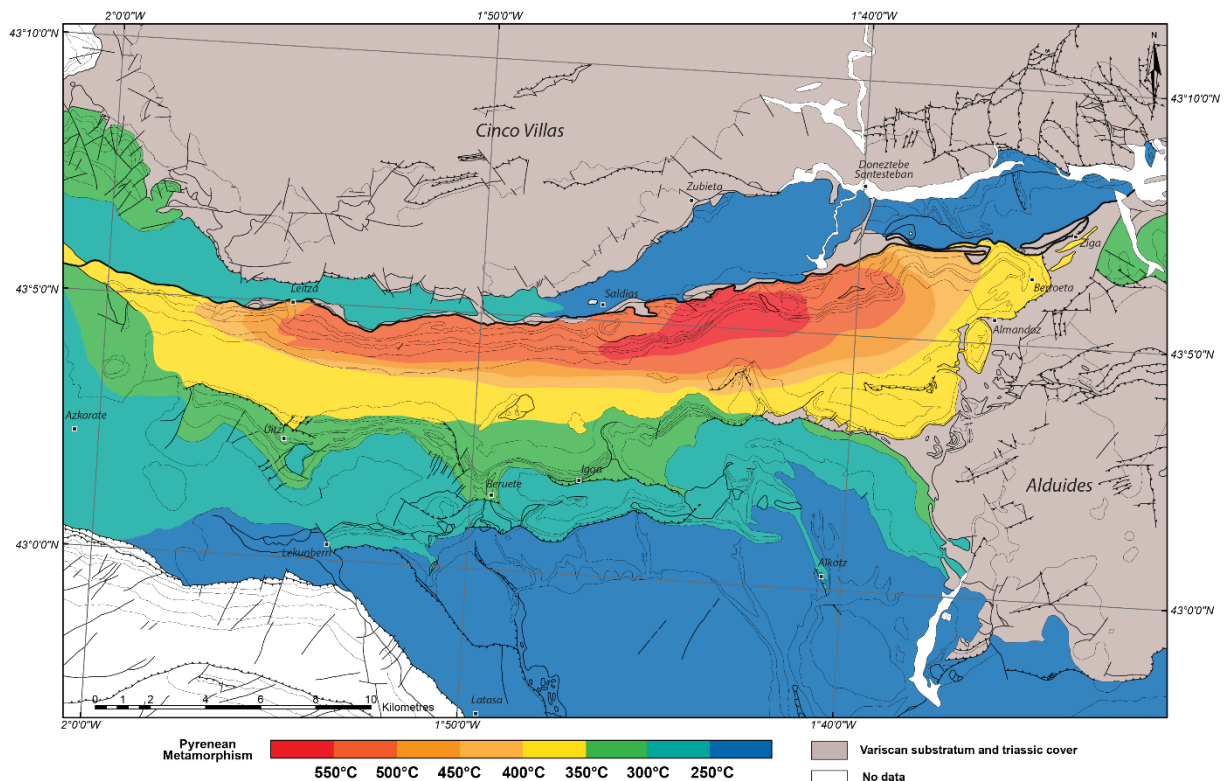 2°0'0"W 1°50'0"W 1°40'0"W
43°10'0"N
N
43°10'0"N
Cinco Villas
Doneztebe
Santesteban
Zubieta
Ziga
Leitza
Saldias
Berroeta
43°5'0"N
Almandoz
43°5'0"N
Azkarate
Uitzi
Igoa
Beruete
Alduides
43°0'0"N
Lekunberri
Alkotz
43°0'0"N
Latasa
0 1 2 4 6 8 10
Kilometres
2°0'0"W 1°50'0"W 1°40'0"W
Pyrenean
Metamorphism
550°C 500°C 450°C 400°C 350°C 300°C 250°C
Variscan substratum and triassic cover
No data